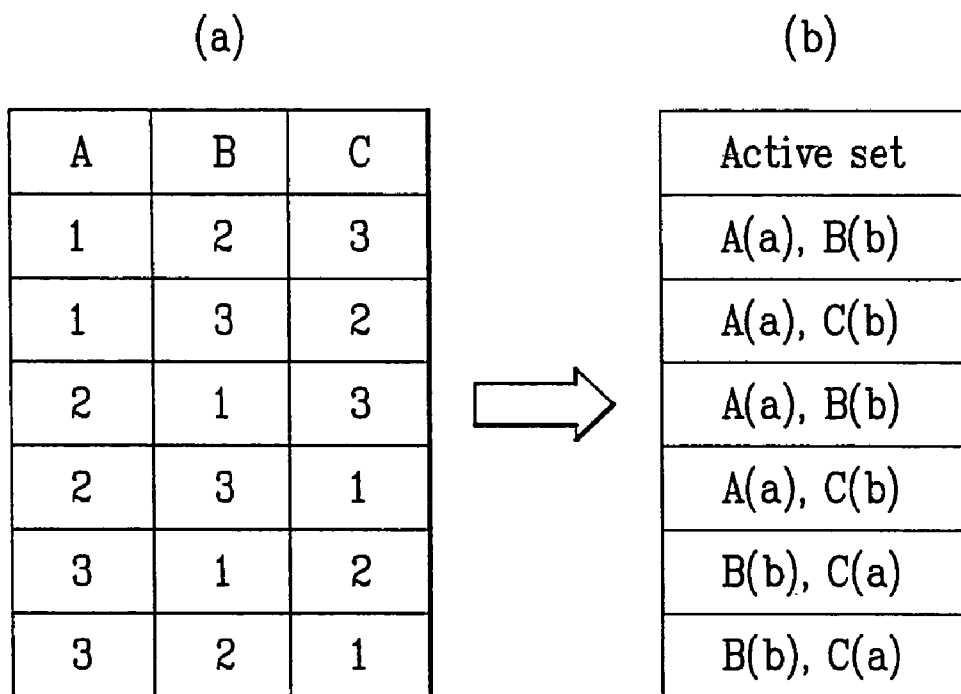 (a) (b)
A B C Active set
1 2 3 A(a), B(b)
1 3 2 A(a), C(b)
2 1 3 A(a), B(b)
2 3 1 A(a), C(b)
3 1 2 B(b), C(a)
3 2 1 B(b), C(a)